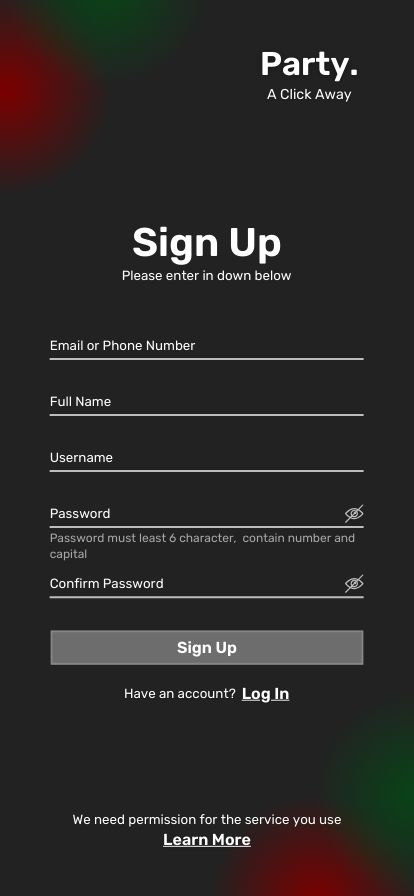 Party.
A Click Away
Sign Up
Please enter in down below
Email or Phone Number
Full Name
Username
Password
Password must least 6 character,  contain number and
capital
Confirm Password
Sign Up
Have an account? Log In
We need permission for the service you use
Learn More